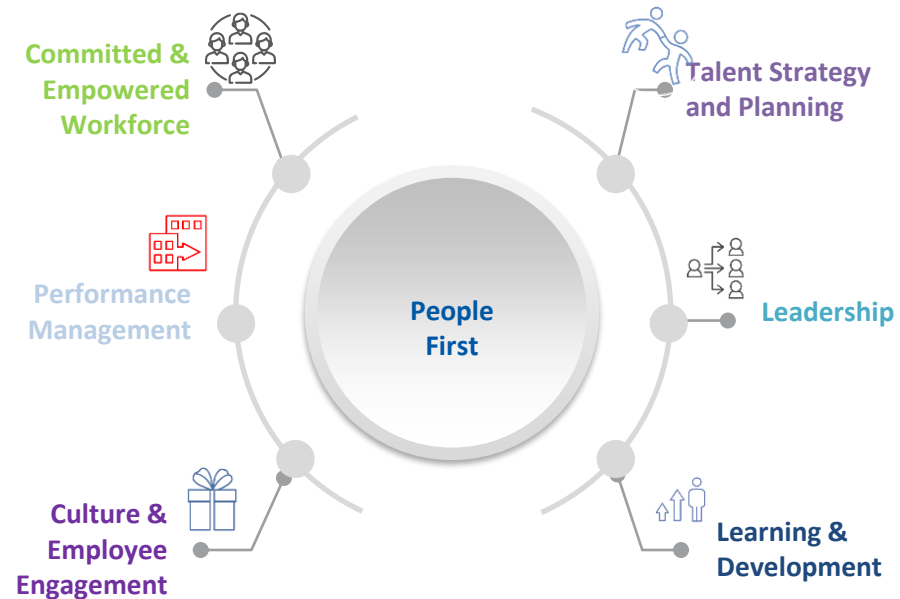 Committed &
Empowered
Workforce
Talent Strategy
and Planning
Performance
Management
People
First
Leadership
Culture &
Employee
Engagement
Learning &
Development